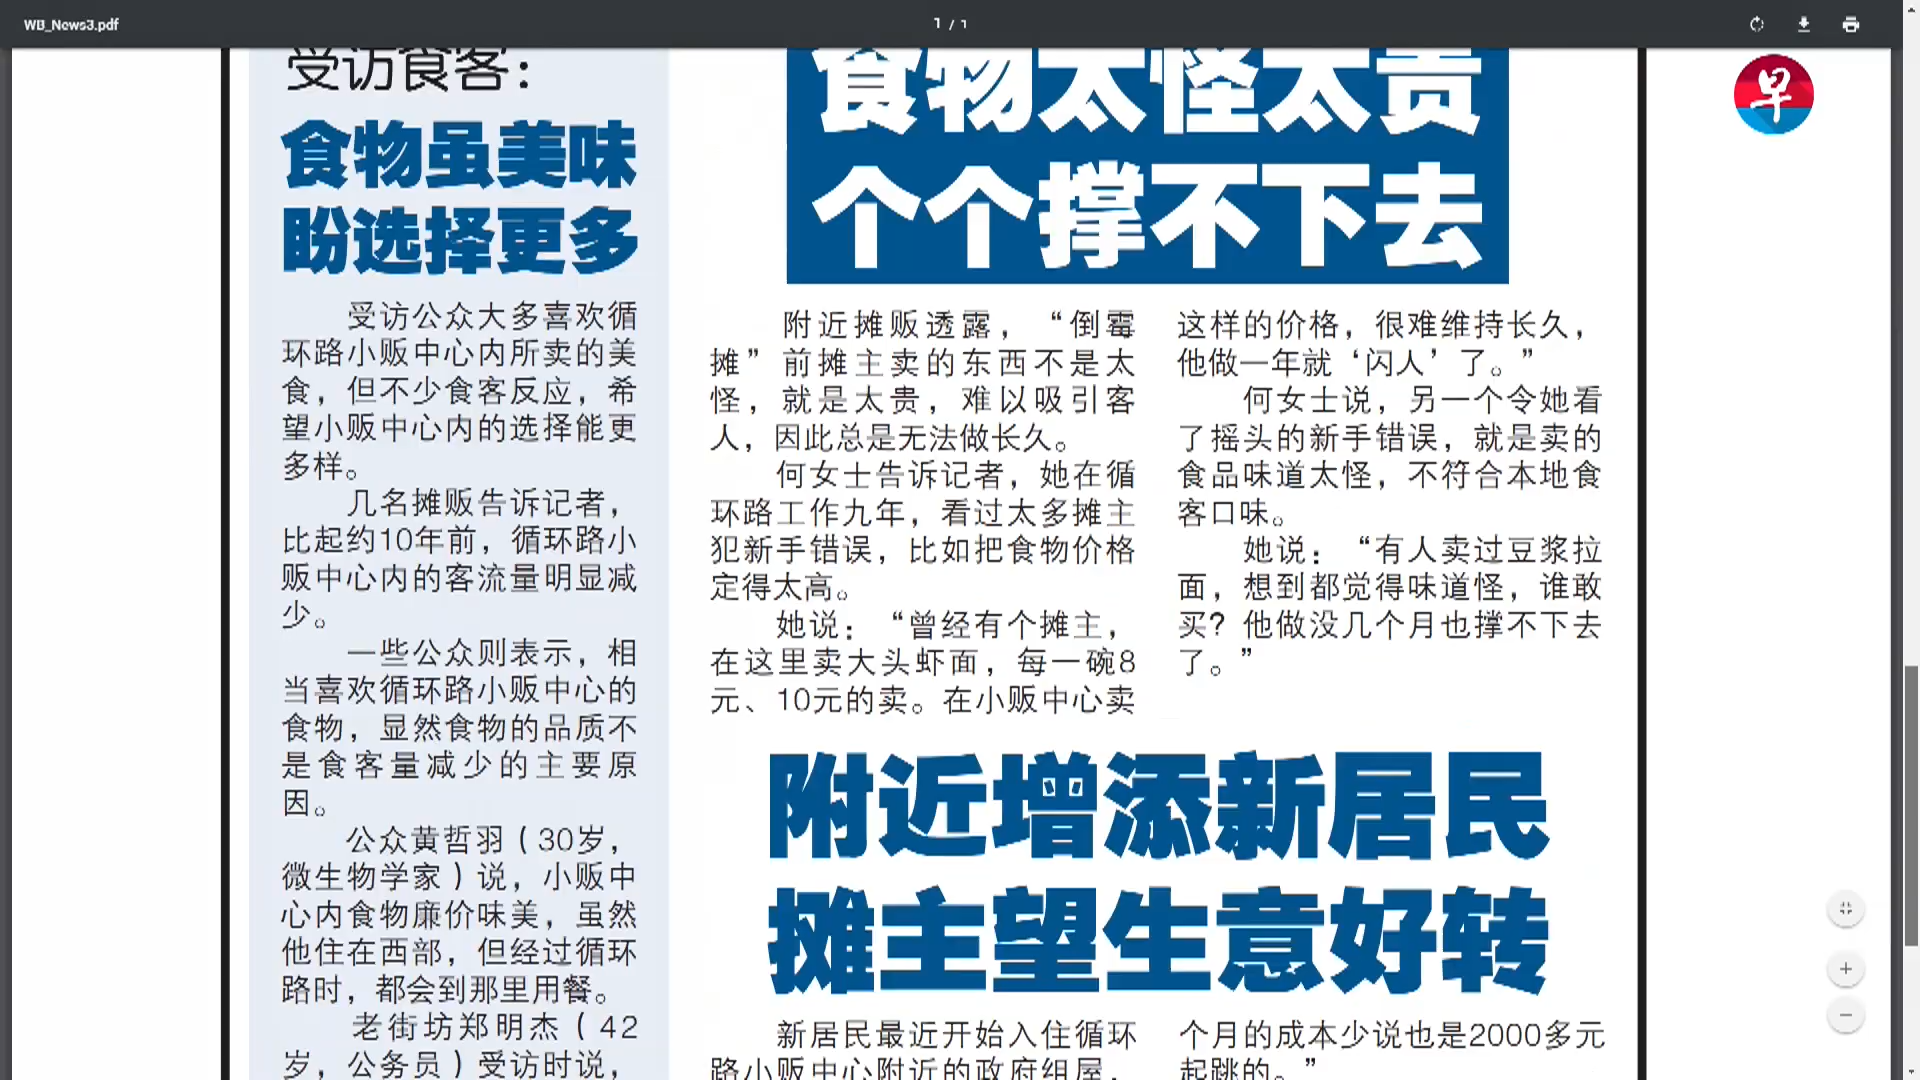 WB_News3.pdf
1 / 1
早
受访食客：
食物虽美味
盼选择更多
受访公众大多喜欢循
环路小贩中心内所卖的美
食，但不少食客反应，希
望小贩中心内的选择能更
多样。
几名摊贩告诉记者，
比起约10年前，循环路小
贩中心内的客流量明显减
少。
一些公众则表示，相
当喜欢循环路小贩中心的
食物，显然食物的品质不
是食客量减少的主要原
因。
公众黄哲羽（30岁，
微生物学家）说，小贩中
心内食物廉价味美，虽然
他住在西部，但经过循环
路时，都会到那里用餐。
老街坊郑明杰（42
岁，公务员）受访时说，
食物太怪太贵
个个撑不下去
附近摊贩透露，“倒霉
摊”前摊主卖的东西不是太
怪，就是太贵，难以吸引客
人，因此总是无法做长久。
何女士告诉记者，她在循
环路工作九年，看过太多摊主
犯新手错误，比如把食物价格
定得太高。
她说：“曾经有个摊主，
在这里卖大头虾面，每一碗8
元、10元的卖。在小贩中心卖
这样的价格，很难维持长久，
他做一年就‘闪人’了。”
何女士说，另一个令她看
了摇头的新手错误，就是卖的
食品味道太怪，不符合本地食
客口味。
她说：“有人卖过豆浆拉
面，想到都觉得味道怪，谁敢
买？他做没几个月也撑不下去
了。”
附近增添新居民
摊主望生意好转
新居民最近开始入住循环
路小贩中心附近的政府组屋，
个月的成本少说也是2000多元
起跳的。”